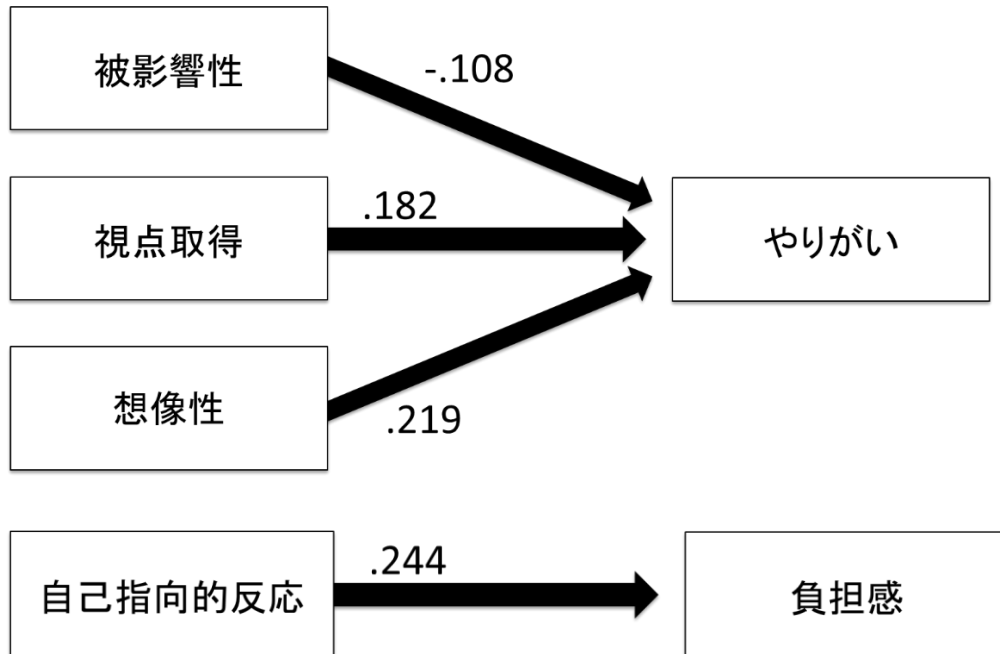 被影響性
-.108
視点取得
.182
やりがい
想像性
.219
自己指向的反応
.244
負担感